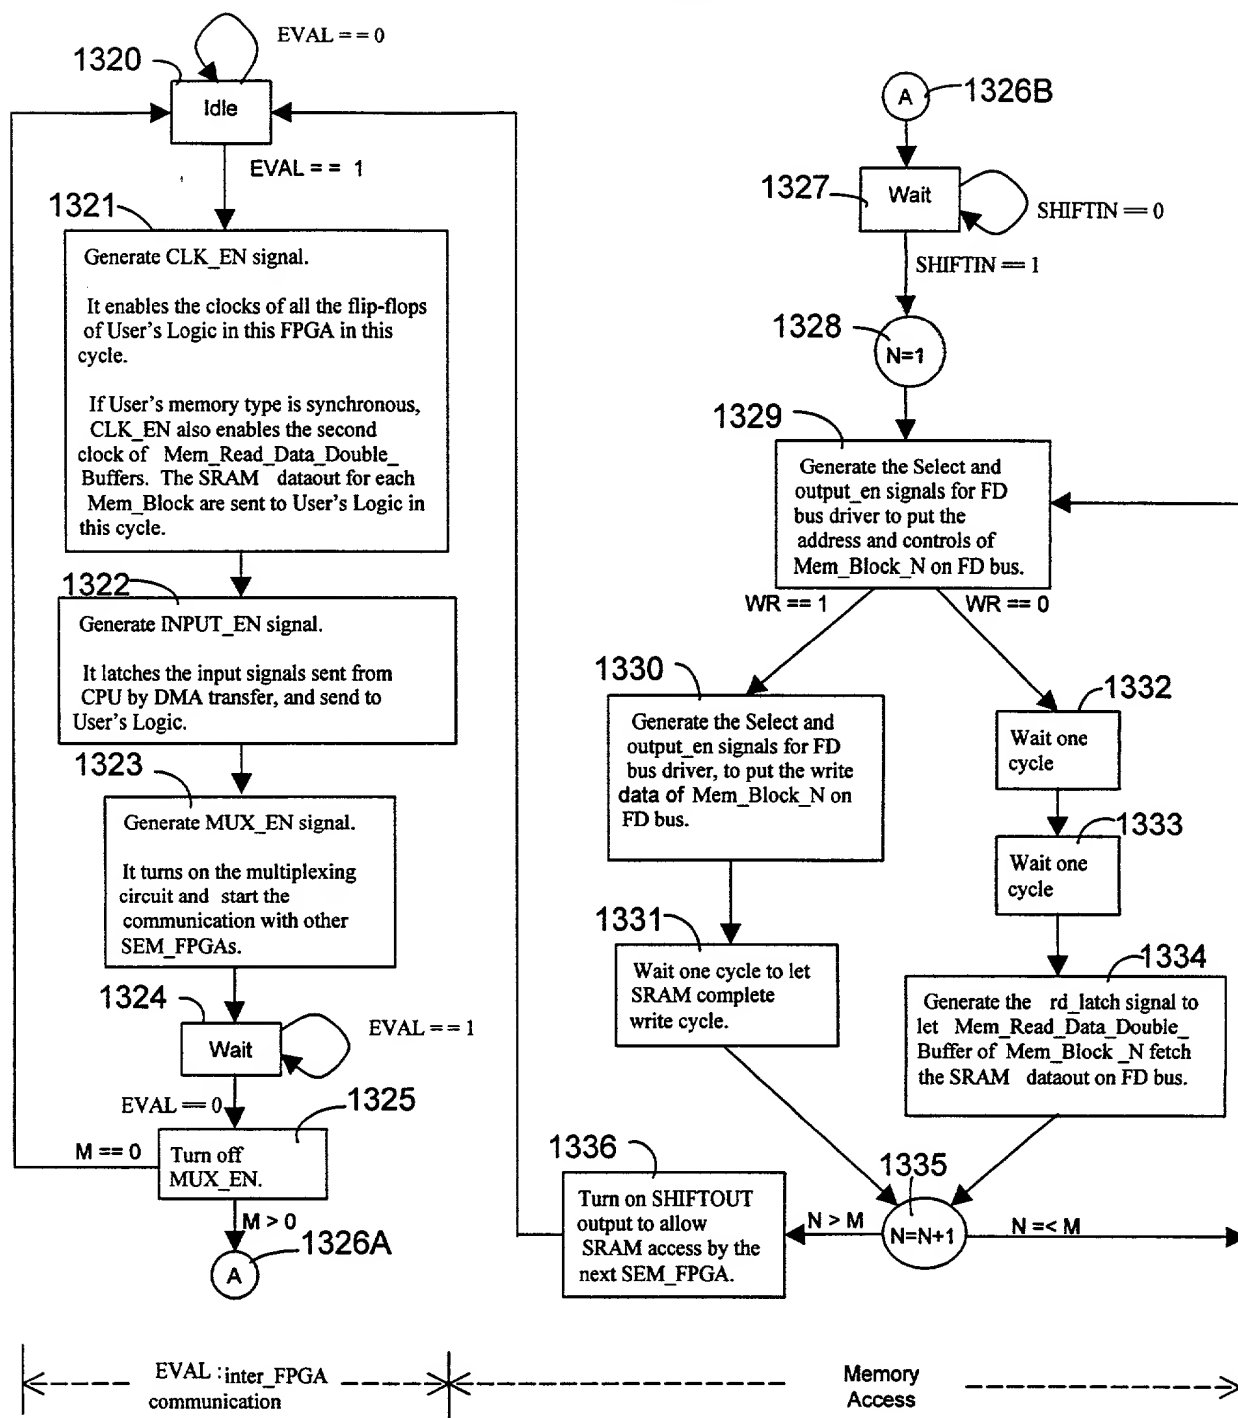 EVAL == 0
1320
Idle
EVAL == 1
1321
Generate CLK_EN signal.
It enables the clocks of all the flip-flops
of User's Logic in this FPGA in this
cycle.
If User's memory type is synchronous,
CLK_EN also enables the second
clock of Mem_Read_Data_Double_
Buffers. The SRAM dataout for each
Mem_Block are sent to User's Logic in
this cycle.
1322
Generate INPUT_EN signal.
It latches the input signals sent from
CPU by DMA transfer, and send to
User's Logic.
1323
Generate MUX_EN signal.
It turns on the multiplexing
circuit and start the
communication with other
SEM_FPGAs.
1324
Wait
EVAL == 1
EVAL == 0
1325
Turn off
MUX_EN.
M == 0
M > 0
A
1326A
A
1326B
1327
Wait
SHIFTIN == 0
SHIFTIN == 1
1328
N=1
1329
Generate the Select and
output_en signals for FD
bus driver to put the
address and controls of
Mem_Block_N on FD bus.
WR == 1
WR == 0
1330
Generate the Select and
output_en signals for FD
bus driver, to put the write
data of Mem_Block_N on
FD bus.
1331
Wait one cycle to let
SRAM complete
write cycle.
1332
Wait one
cycle
1333
Wait one
cycle
1334
Generate the rd_latch signal to
let Mem_Read_Data_Double_
Buffer of Mem_Block_N fetch
the SRAM dataout on FD bus.
1335
N=N+1
N > M
N =< M
1336
Turn on SHIFTOUT
output to allow
SRAM access by the
next SEM_FPGA.
EVAL : inter_FPGA
communication
Memory
Access